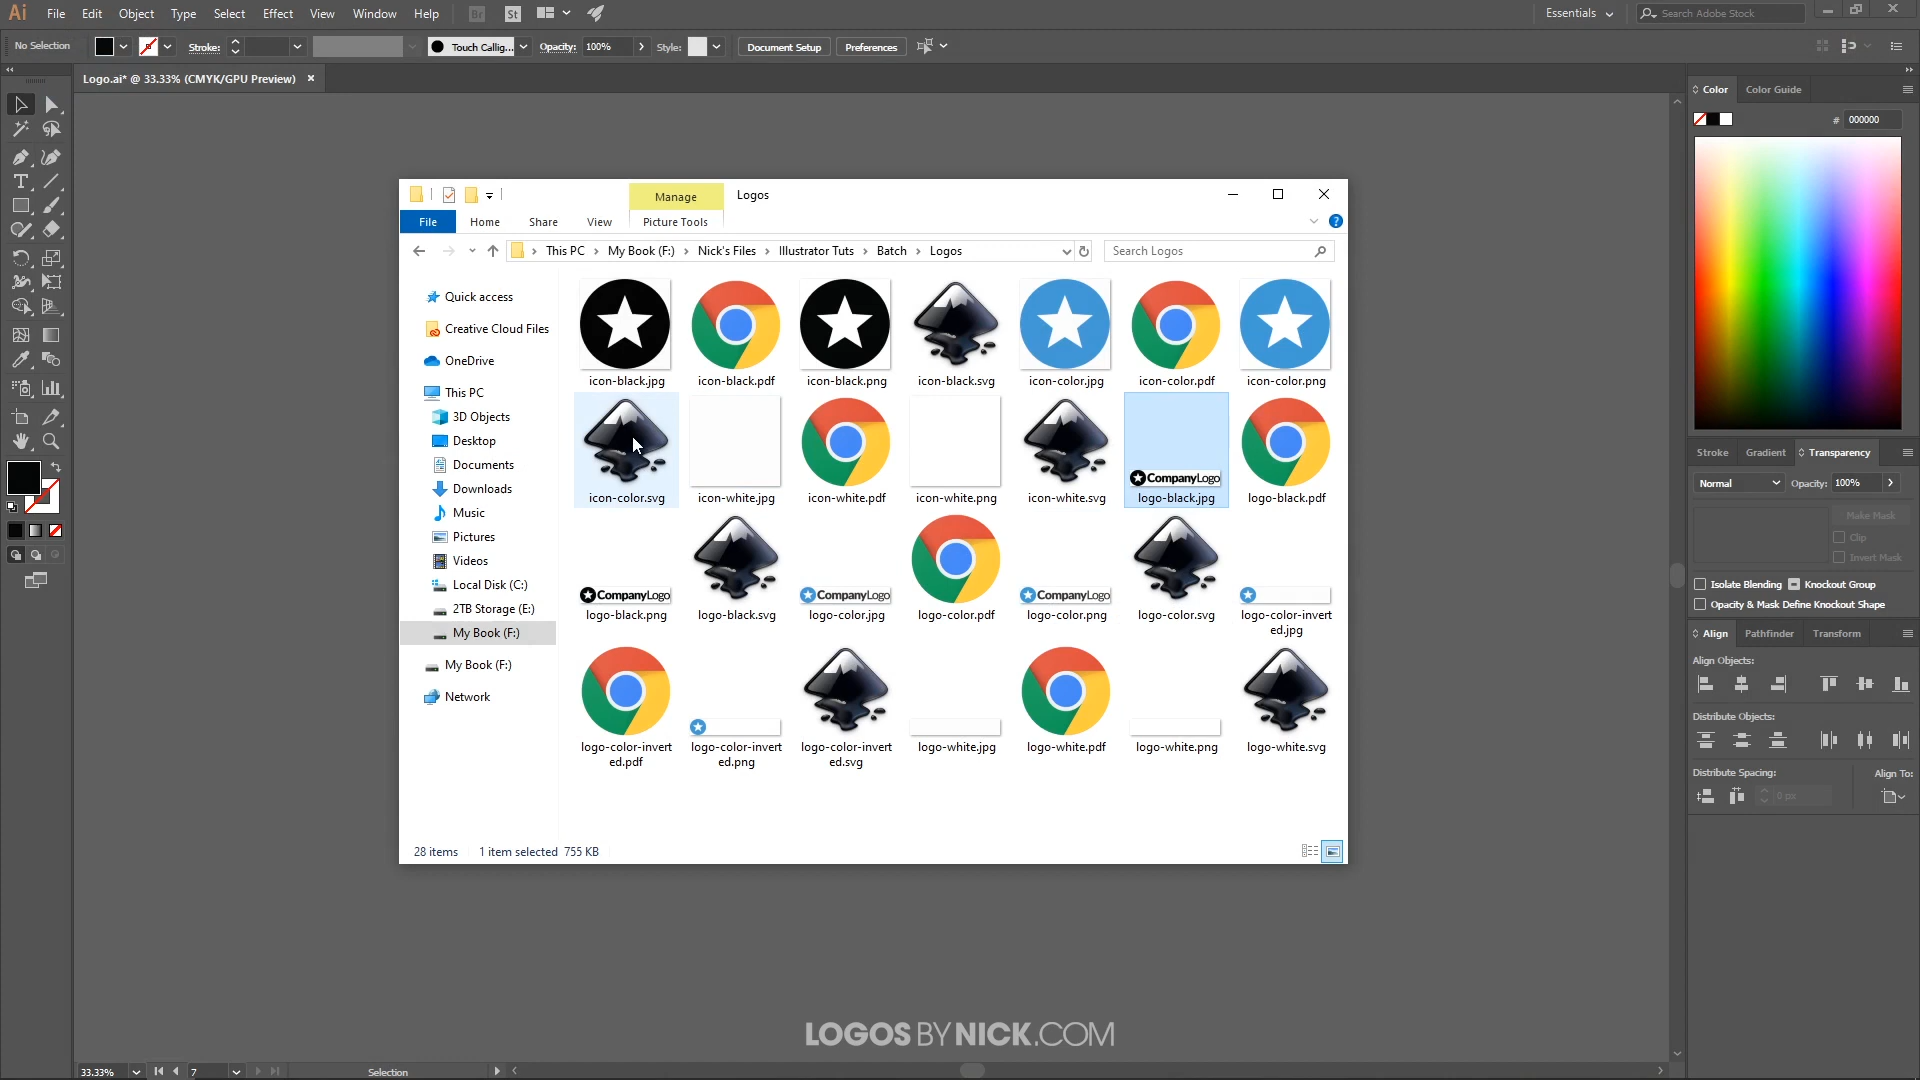 Ai File Edit Object Type Select Effect View Window Help Br St Essentials Search Adobe Stock
No Selection Stroke: Touch Callig... Opacity: 100% Style: Document Setup Preferences
Logo.ai* @ 33.33% (CMYK/GPU Preview)
Color Color Guide
# 000000
Manage Logos
File Home Share View Picture Tools
This PC My Book (F:) Nick's Files Illustrator Tuts Batch Logos Search Logos
Quick access
Creative Cloud Files
OneDrive
This PC
3D Objects
Desktop
Documents
Downloads
Music
Pictures
Videos
Local Disk (C:)
2TB Storage (E:)
My Book (F:)
My Book (F:)
Network
icon-black.jpg icon-black.pdf icon-black.png icon-black.svg icon-color.jpg icon-color.pdf icon-color.png
CompanyLogo
icon-color.svg icon-white.jpg icon-white.pdf icon-white.png icon-white.svg logo-black.jpg logo-black.pdf
CompanyLogo CompanyLogo CompanyLogo
logo-black.png logo-black.svg logo-color.jpg logo-color.pdf logo-color.png logo-color.svg logo-color-invert
ed.jpg
logo-color-invert logo-color-invert logo-color-invert logo-white.jpg logo-white.pdf logo-white.png logo-white.svg
ed.pdf ed.png ed.svg
28 items 1 item selected 755 KB
Stroke Gradient Transparency
Normal Opacity: 100%
Make Mask
Clip
Invert Mask
Isolate Blending Knockout Group
Opacity & Mask Define Knockout Shape
Align Pathfinder Transform
Align Objects:
Distribute Objects:
Distribute Spacing: Align To:
0 px
LOGOS BY NICK.COM
33.33% 7 Selection